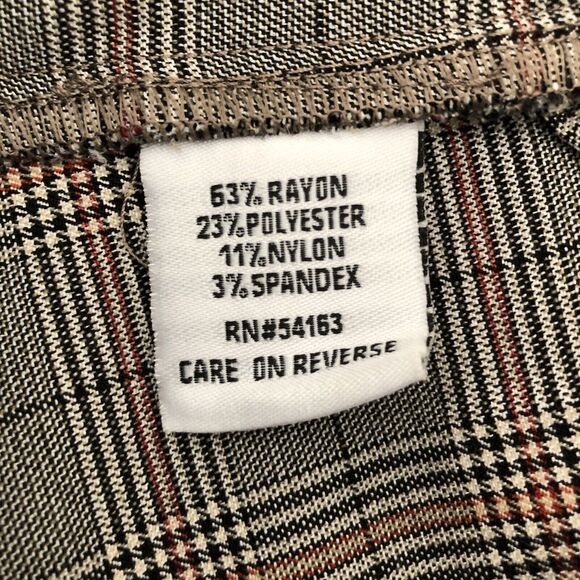 63% RAYON
23% POLYESTER
11% NYLON
3% SPANDEX
RN#54163
CARE ON REVERSE